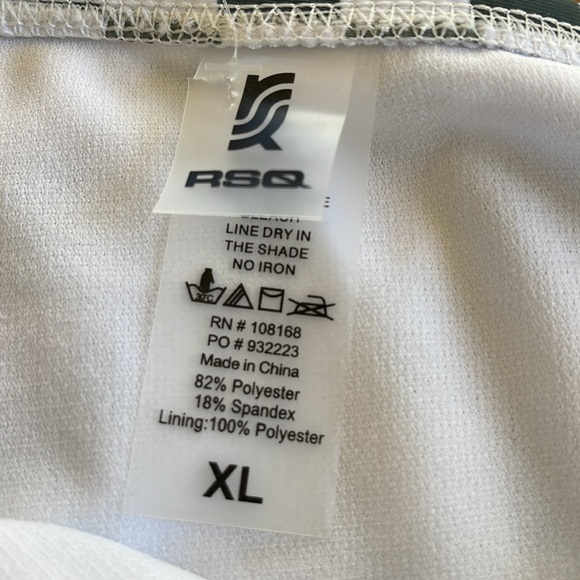 RSQ
LINE DRY IN
THE SHADE
NO IRON
30°C
RN # 108168
PO # 932223
Made in China
82% Polyester
18% Spandex
Lining:100% Polyester
XL